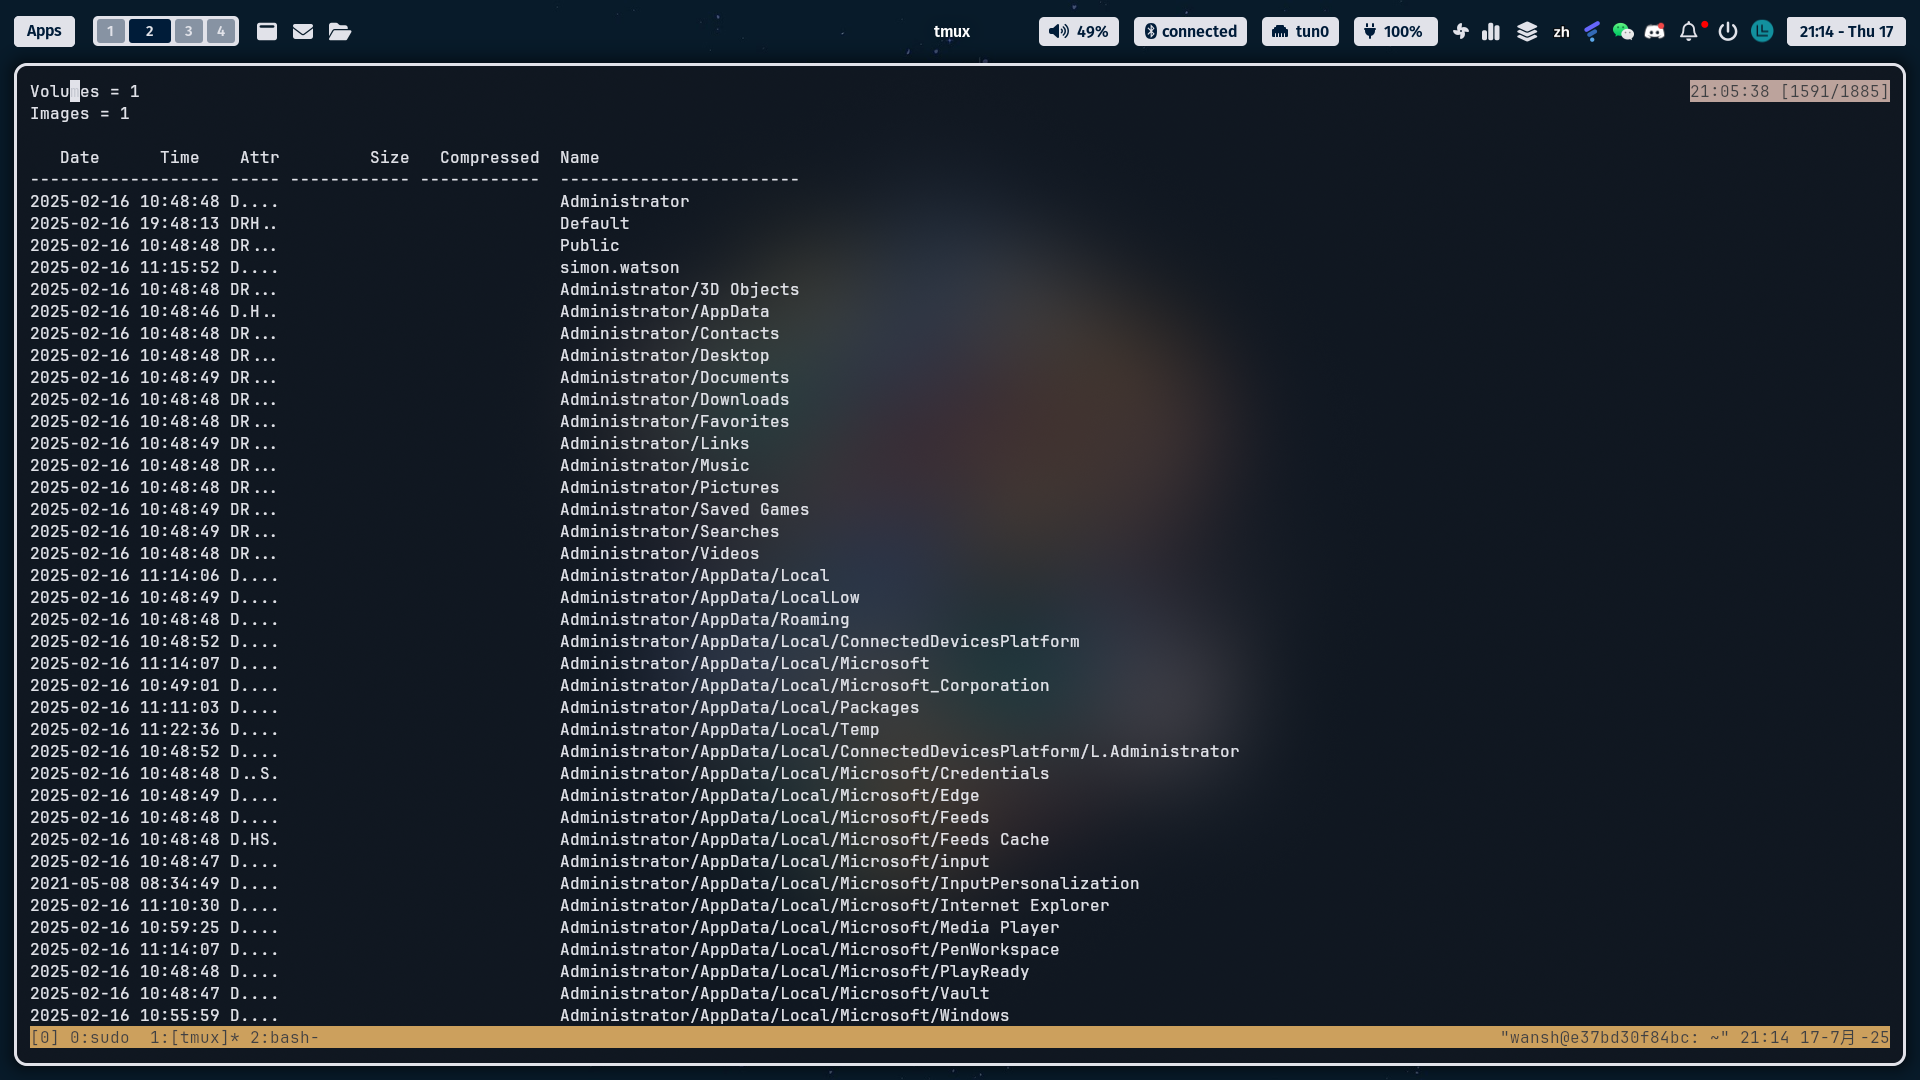 Apps 1 2 3 4 tmux 49% connected tun0 100% zh 21:14 - Thu 17
Volumes = 1 21:05:38 [1591/1885]
Images = 1
   Date      Time    Attr         Size   Compressed  Name
------------------- ----- ------------ ------------  ------------------------
2025-02-16 10:48:48 D....                            Administrator
2025-02-16 19:48:13 DRH..                            Default
2025-02-16 10:48:48 DR...                            Public
2025-02-16 11:15:52 D....                            simon.watson
2025-02-16 10:48:48 DR...                            Administrator/3D Objects
2025-02-16 10:48:46 D.H..                            Administrator/AppData
2025-02-16 10:48:48 DR...                            Administrator/Contacts
2025-02-16 10:48:48 DR...                            Administrator/Desktop
2025-02-16 10:48:49 DR...                            Administrator/Documents
2025-02-16 10:48:48 DR...                            Administrator/Downloads
2025-02-16 10:48:48 DR...                            Administrator/Favorites
2025-02-16 10:48:49 DR...                            Administrator/Links
2025-02-16 10:48:48 DR...                            Administrator/Music
2025-02-16 10:48:48 DR...                            Administrator/Pictures
2025-02-16 10:48:49 DR...                            Administrator/Saved Games
2025-02-16 10:48:49 DR...                            Administrator/Searches
2025-02-16 10:48:48 DR...                            Administrator/Videos
2025-02-16 11:14:06 D....                            Administrator/AppData/Local
2025-02-16 10:48:49 D....                            Administrator/AppData/LocalLow
2025-02-16 10:48:48 D....                            Administrator/AppData/Roaming
2025-02-16 10:48:52 D....                            Administrator/AppData/Local/ConnectedDevicesPlatform
2025-02-16 11:14:07 D....                            Administrator/AppData/Local/Microsoft
2025-02-16 10:49:01 D....                            Administrator/AppData/Local/Microsoft_Corporation
2025-02-16 11:11:03 D....                            Administrator/AppData/Local/Packages
2025-02-16 11:22:36 D....                            Administrator/AppData/Local/Temp
2025-02-16 10:48:52 D....                            Administrator/AppData/Local/ConnectedDevicesPlatform/L.Administrator
2025-02-16 10:48:48 D..S.                            Administrator/AppData/Local/Microsoft/Credentials
2025-02-16 10:48:49 D....                            Administrator/AppData/Local/Microsoft/Edge
2025-02-16 10:48:48 D....                            Administrator/AppData/Local/Microsoft/Feeds
2025-02-16 10:48:48 D.HS.                            Administrator/AppData/Local/Microsoft/Feeds Cache
2025-02-16 10:48:47 D....                            Administrator/AppData/Local/Microsoft/input
2021-05-08 08:34:49 D....                            Administrator/AppData/Local/Microsoft/InputPersonalization
2025-02-16 11:10:30 D....                            Administrator/AppData/Local/Microsoft/Internet Explorer
2025-02-16 10:59:25 D....                            Administrator/AppData/Local/Microsoft/Media Player
2025-02-16 11:14:07 D....                            Administrator/AppData/Local/Microsoft/PenWorkspace
2025-02-16 10:48:48 D....                            Administrator/AppData/Local/Microsoft/PlayReady
2025-02-16 10:48:47 D....                            Administrator/AppData/Local/Microsoft/Vault
2025-02-16 10:55:59 D....                            Administrator/AppData/Local/Microsoft/Windows
[0] 0:sudo  1:[tmux]* 2:bash- "wansh@e37bd30f84bc: ~" 21:14 17-7月-25